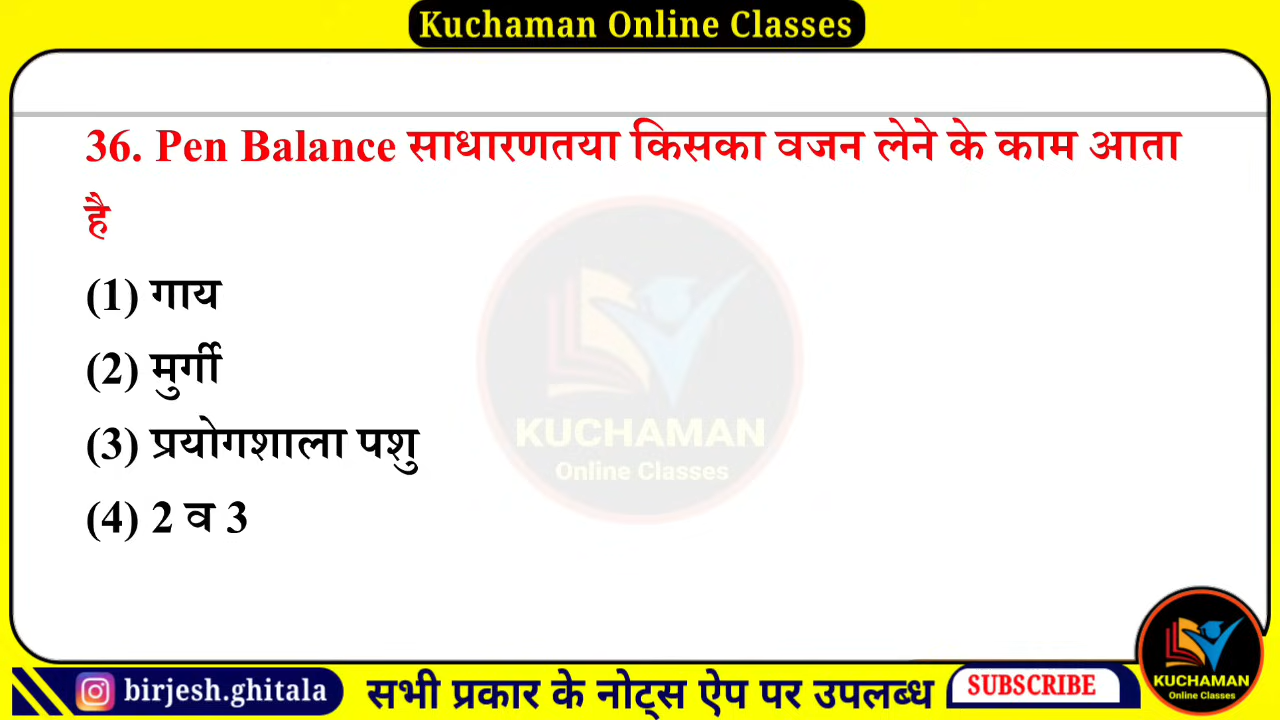 Kuchaman Online Classes
36. Pen Balance साधारणतया किसका वजन लेने के काम आता
है
(1) गाय
(2) मुर्गी
(3) प्रयोगशाला पशु
(4) 2 व 3
KUCHAMAN
Online Classes
birjesh.ghitala
सभी प्रकार के नोट्स ऐप पर उपलब्ध
SUBSCRIBE
KUCHAMAN
Online Classes